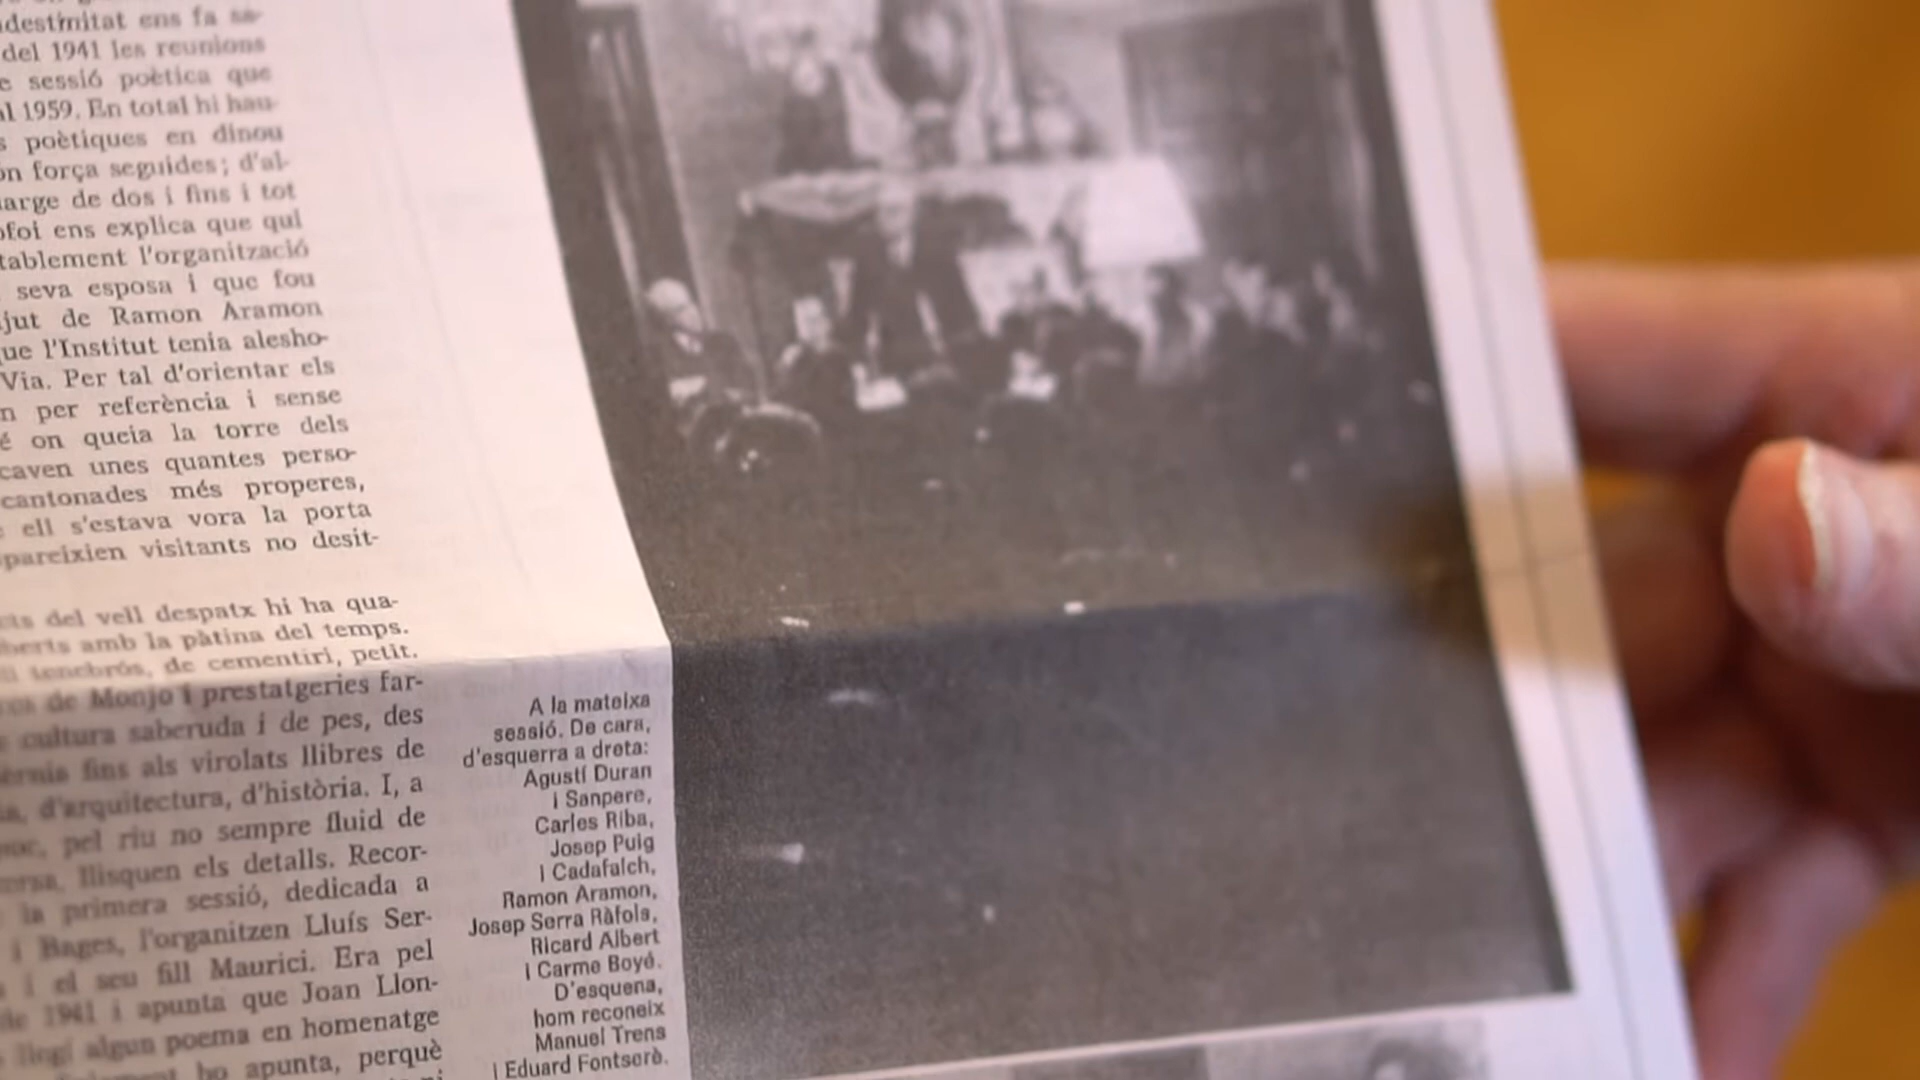 destimitat ens fa sa-
del 1941 les reunions
sessió poètica que
al 1959. En total hi hau-
poètiques en dinou
força seguides; d'al-
arge de dos i fins i tot
ofoi ens explica que qui
tablement l'organització
seva esposa i que fou
jut de Ramon Aramon
que l'Institut tenia alesho-
Via. Per tal d'orientar els
n per referència i sense
é on queia la torre dels
caven unes quantes perso-
cantonades més properes,
ell s'estava vora la porta
pareixien visitants no desit-
del vell despatx hi ha qua-
berts amb la pàtina del temps.
tenebrós, de cementiri, petit.
de Monjo i prestatgeries far-
cultura saberuda i de pes, des
fins als virolats llibres de
d'arquitectura, d'història. I, a
pel riu no sempre fluid de
llisquen els detalls. Recor-
la primera sessió, dedicada a
i Bages, l'organitzen Lluís Ser-
i el seu fill Maurici. Era pel
de 1941 i apunta que Joan Llon-
llegí algun poema en homenatge
ho apunta, perquè
A la mateixa
sessió. De cara,
d'esquerra a dreta:
Agustí Duran
i Sanpere,
Carles Riba,
Josep Puig
i Cadafalch,
Ramon Aramon,
Josep Serra Ràfols,
Ricard Albert
i Carme Boyé.
D'esquena,
hom reconeix
Manuel Trens
i Eduard Fontserè.